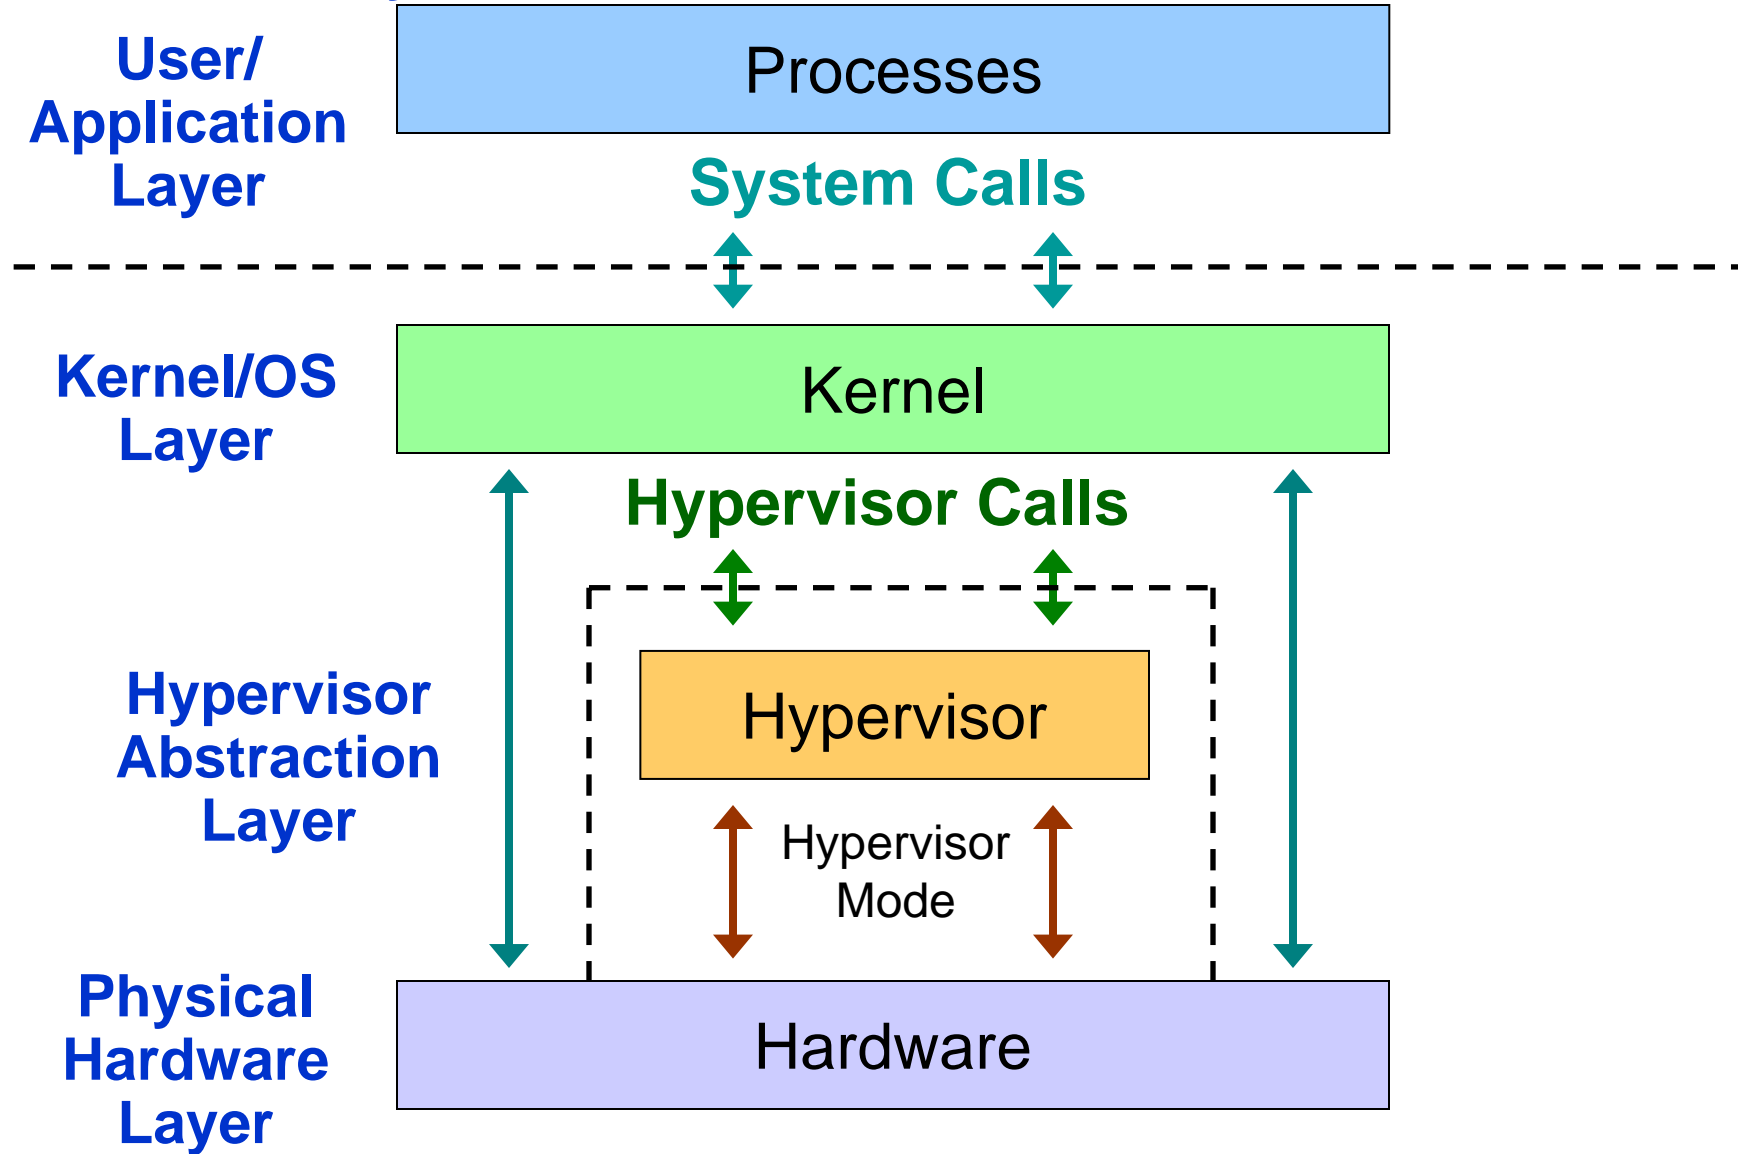 User/
Application
Layer
Processes
System Calls
Kernel/OS
Layer
Kernel
Hypervisor Calls
Hypervisor
Abstraction
Layer
Hypervisor
Hypervisor
Mode
Physical
Hardware
Layer
Hardware